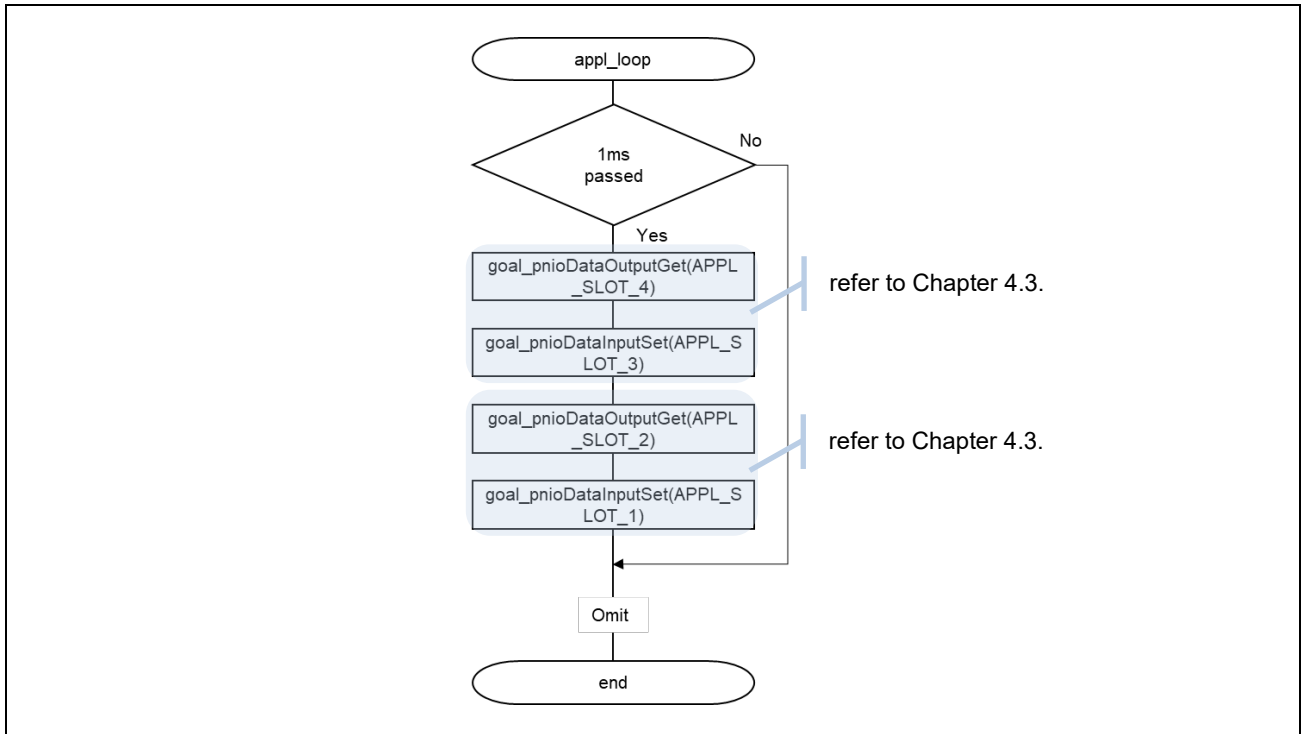 appl_loop
No
1ms
passed
Yes
goal_pnioDataOutputGet(APPL
_SLOT_4)
refer to Chapter 4.3.
goal_pnioDataInputSet(APPL_S
LOT_3)
goal_pnioDataOutputGet(APPL
_SLOT_2)
refer to Chapter 4.3.
goal_pnioDataInputSet(APPL_S
LOT_1)
Omit
end